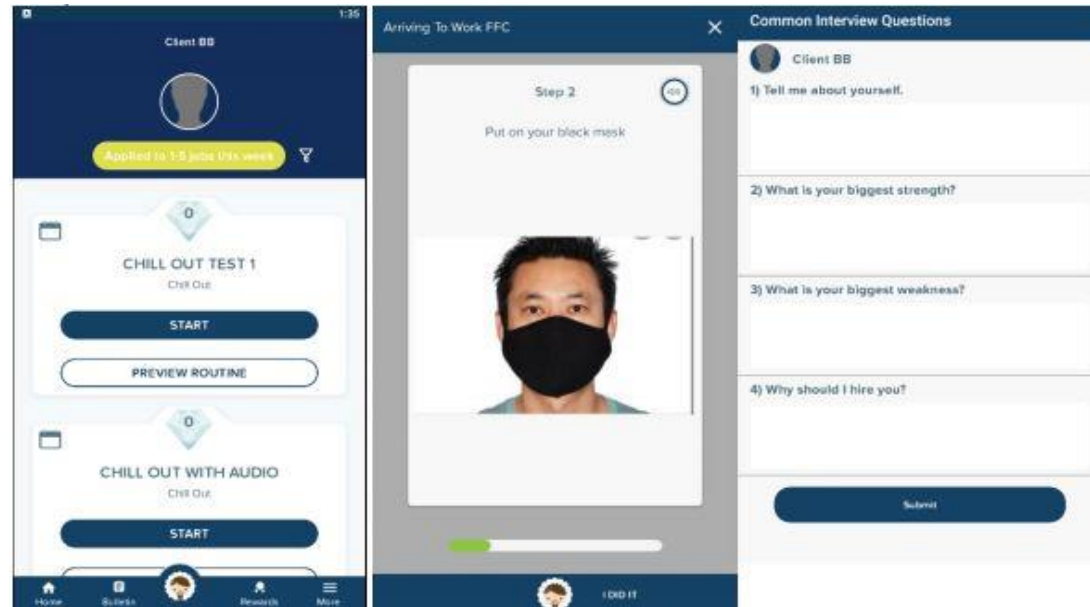 1:35
Client BB
Applied to 1-5 jobs this week
0
CHILL OUT TEST 1
Chill Out
START
PREVIEW ROUTINE
0
CHILL OUT WITH AUDIO
Chill Out
START
Home
Bulletin
Rewards
More
Arriving To Work FFC
Step 2
Put on your black mask
I DID IT
Common Interview Questions
Client BB
1) Tell me about yourself.
2) What is your biggest strength?
3) What is your biggest weakness?
4) Why should I hire you?
Submit